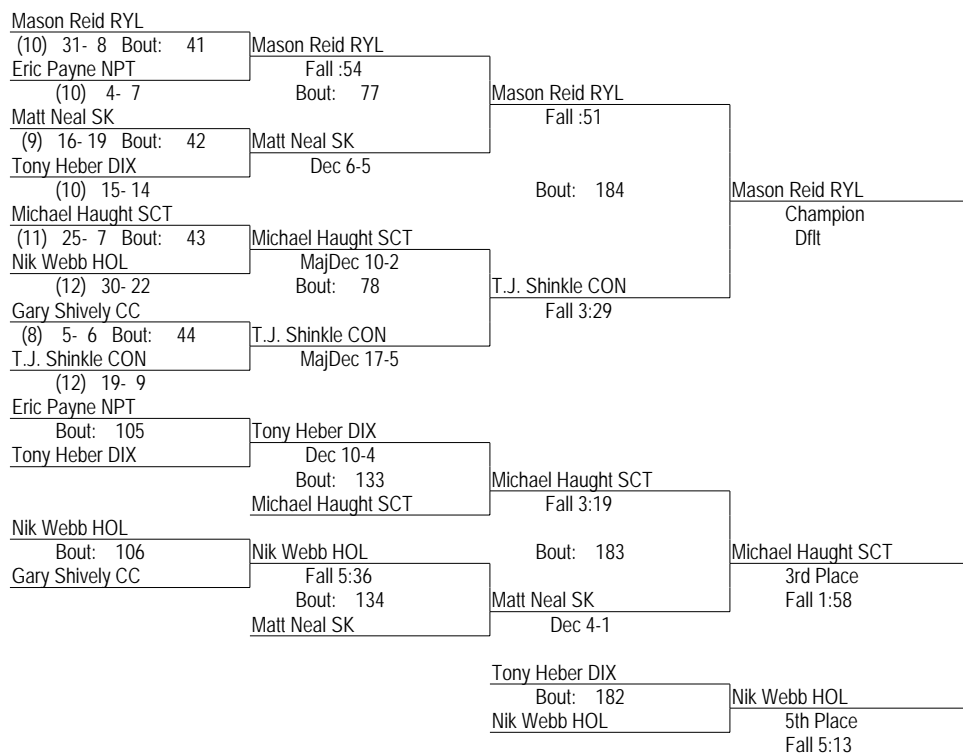 Mason Reid RYL
(10) 31- 8 Bout: 41
Mason Reid RYL
Eric Payne NPT
Fall :54
(10) 4- 7
Bout: 77
Mason Reid RYL
Matt Neal SK
Fall :51
(9) 16- 19 Bout: 42
Matt Neal SK
Tony Heber DIX
Dec 6-5
(10) 15- 14
Bout: 184
Mason Reid RYL
Michael Haught SCT
Champion
(11) 25- 7 Bout: 43
Michael Haught SCT
Dflt
Nik Webb HOL
MajDec 10-2
(12) 30- 22
Bout: 78
T.J. Shinkle CON
Gary Shively CC
Fall 3:29
(8) 5- 6 Bout: 44
T.J. Shinkle CON
T.J. Shinkle CON
MajDec 17-5
(12) 19- 9
Eric Payne NPT
Bout: 105
Tony Heber DIX
Tony Heber DIX
Dec 10-4
Bout: 133
Michael Haught SCT
Michael Haught SCT
Fall 3:19
Nik Webb HOL
Bout: 106
Nik Webb HOL
Bout: 183
Michael Haught SCT
Gary Shively CC
Fall 5:36
3rd Place
Bout: 134
Matt Neal SK
Fall 1:58
Matt Neal SK
Dec 4-1
Tony Heber DIX
Bout: 182
Nik Webb HOL
Nik Webb HOL
5th Place
Fall 5:13